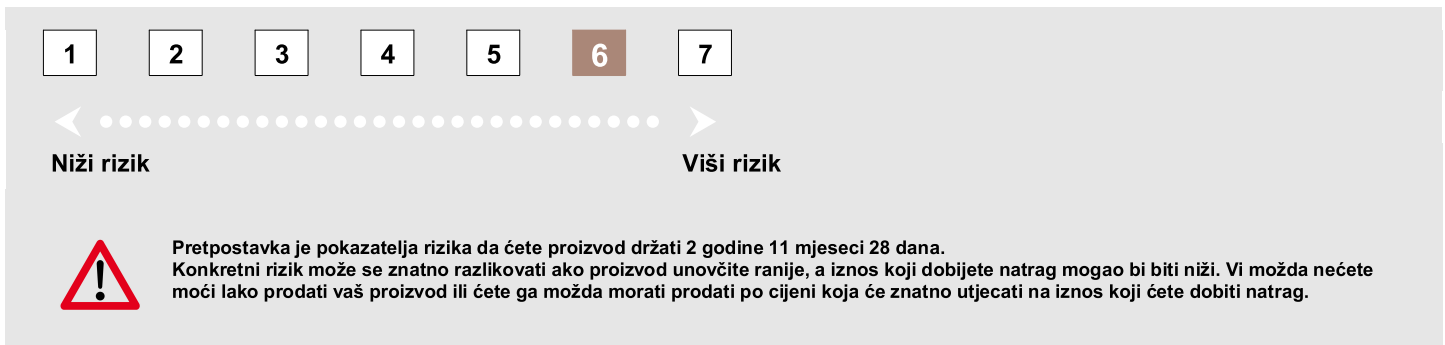 1 2 3 4 5 6 7
Niži rizik Viši rizik
Pretpostavka je pokazatelja rizika da ćete proizvod držati 2 godine 11 mjeseci 28 dana.
Konkretni rizik može se znatno razlikovati ako proizvod unovčite ranije, a iznos koji dobijete natrag mogao bi biti niži. Vi možda nećete
moći lako prodati vaš proizvod ili ćete ga možda morati prodati po cijeni koja će znatno utjecati na iznos koji ćete dobiti natrag.